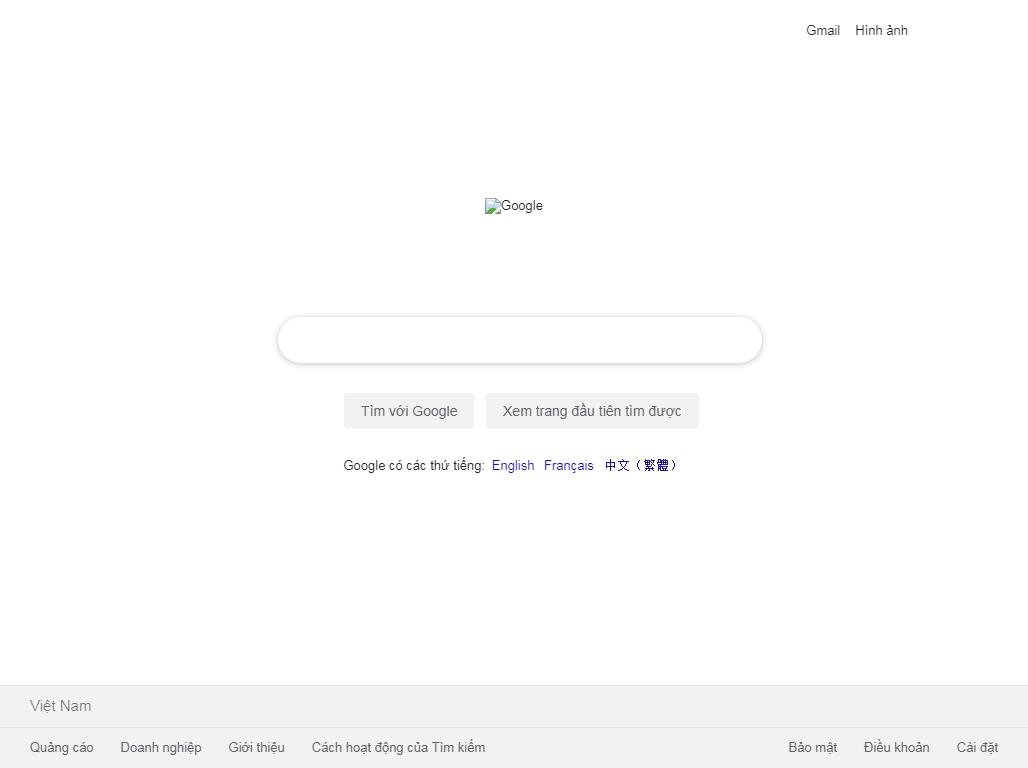 Gmail Hình ảnh
Google
Tìm với Google Xem trang đầu tiên tìm được
Google có các thứ tiếng: English Français 中文（繁體）
Việt Nam
Quảng cáo Doanh nghiệp Giới thiệu Cách hoạt động của Tìm kiếm Bảo mật Điều khoản Cài đặt